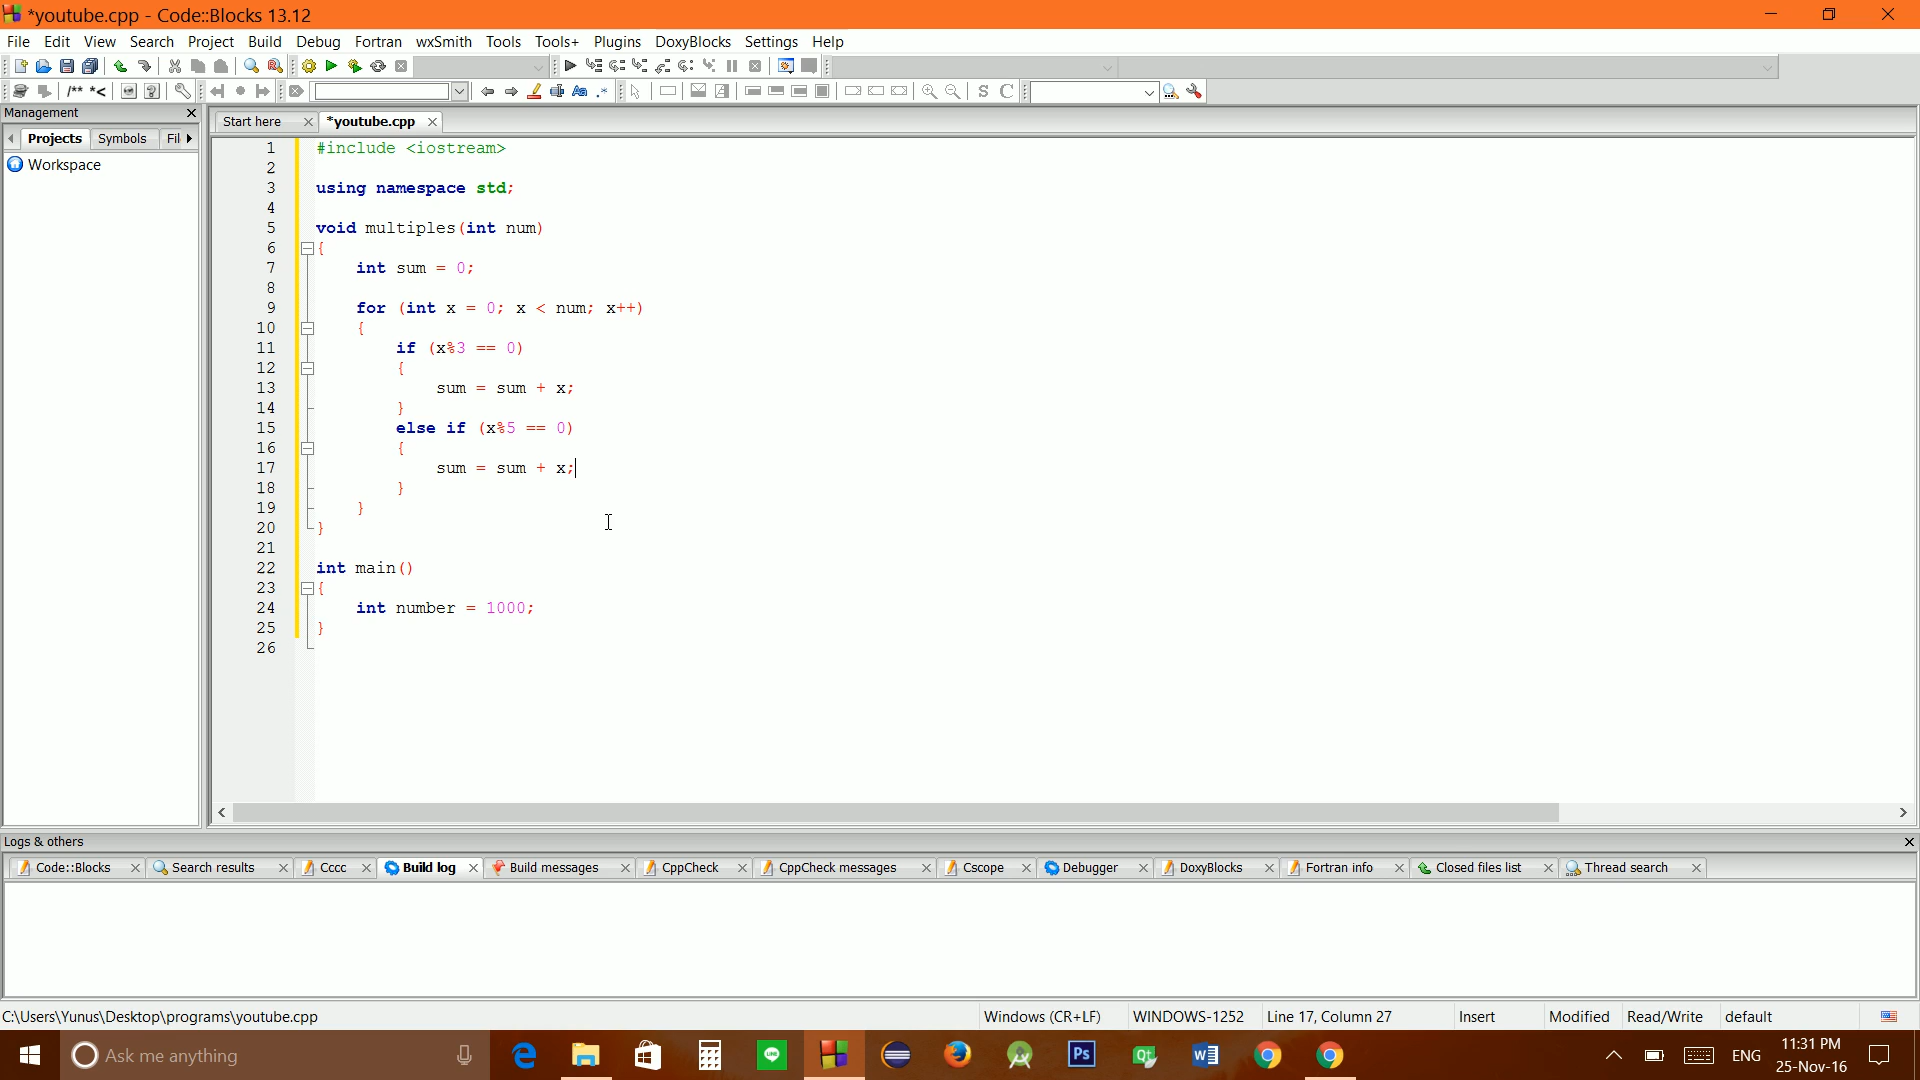 *youtube.cpp - Code::Blocks 13.12
File Edit View Search Project Build Debug Fortran wxSmith Tools Tools+ Plugins DoxyBlocks Settings Help
/** *<
Aa .*
S C
Management
Start here *youtube.cpp
Projects Symbols Fil
Workspace
1 #include <iostream>
2
3 using namespace std;
4
5 void multiples(int num)
6 {
7 int sum = 0;
8
9 for (int x = 0; x < num; x++)
10 {
11 if (x%3 == 0)
12 {
13 sum = sum + x;
14 }
15 else if (x%5 == 0)
16 {
17 sum = sum + x;
18 }
19 }
20 }
21
22 int main()
23 {
24 int number = 1000;
25 }
26
Logs & others
Code::Blocks Search results Cccc Build log Build messages CppCheck CppCheck messages Cscope Debugger DoxyBlocks Fortran info Closed files list Thread search
C:\Users\Yunus\Desktop\programs\youtube.cpp Windows (CR+LF) WINDOWS-1252 Line 17, Column 27 Insert Modified Read/Write default
Ask me anything
LINE
Ps
Qt
W
ENG
11:31 PM
25-Nov-16